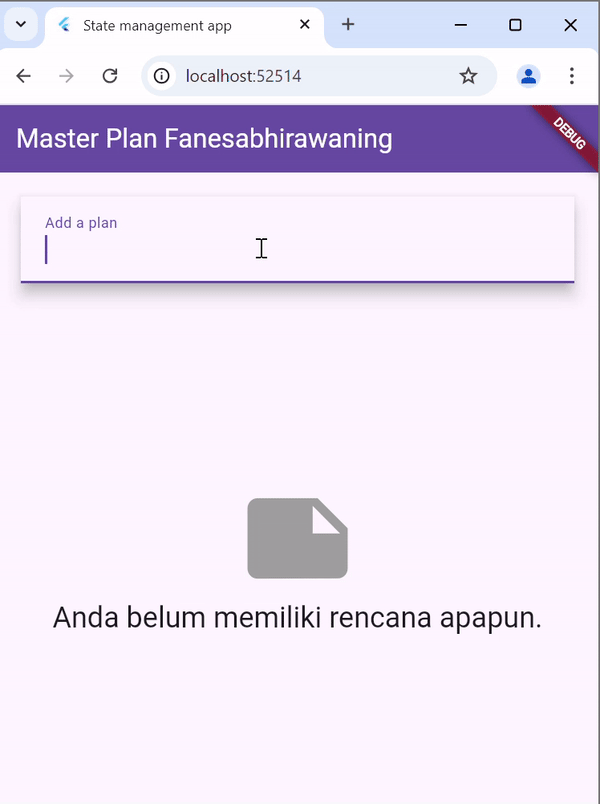 State management app
localhost:52514
Master Plan Fanesabhirawaning
DEBUG
Add a plan
Anda belum memiliki rencana apapun.